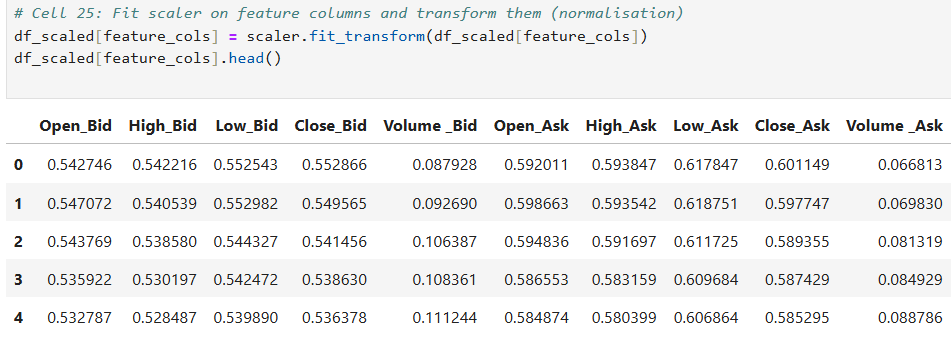 # Cell 25: Fit scaler on feature columns and transform them (normalisation)
df_scaled[feature_cols] = scaler.fit_transform(df_scaled[feature_cols])
df_scaled[feature_cols].head()
Open_Bid High_Bid Low_Bid Close_Bid Volume _Bid Open_Ask High_Ask Low_Ask Close_Ask Volume _Ask
0 0.542746 0.542216 0.552543 0.552866 0.087928 0.592011 0.593847 0.617847 0.601149 0.066813
1 0.547072 0.540539 0.552982 0.549565 0.092690 0.598663 0.593542 0.618751 0.597747 0.069830
2 0.543769 0.538580 0.544327 0.541456 0.106387 0.594836 0.591697 0.611725 0.589355 0.081319
3 0.535922 0.530197 0.542472 0.538630 0.108361 0.586553 0.583159 0.609684 0.587429 0.084929
4 0.532787 0.528487 0.539890 0.536378 0.111244 0.584874 0.580399 0.606864 0.585295 0.088786